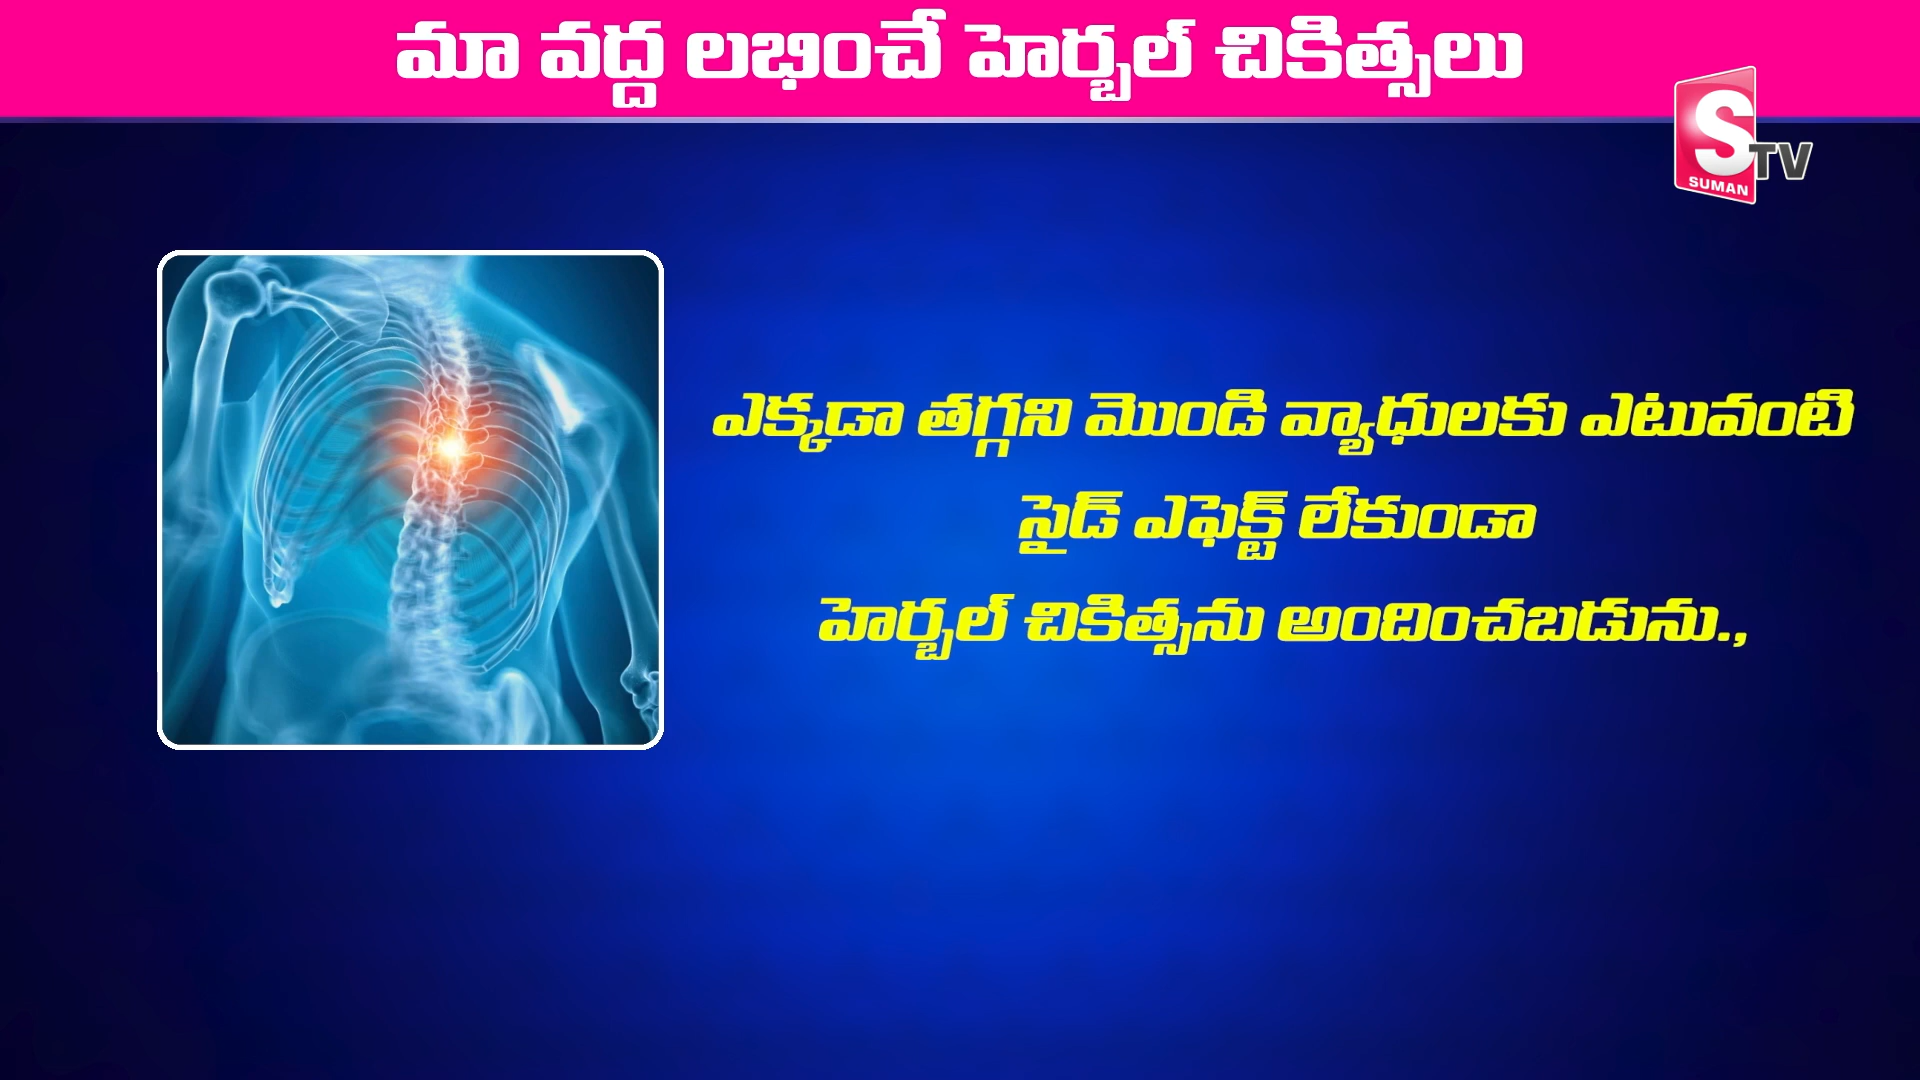 మా వద్ద లభించే హెర్బల్ చికిత్సలు
S TV
SUMAN
ఎక్కడా తగ్గని మొండి వ్యాధులకు ఎటువంటి
సైడ్ ఎఫెక్ట్ లేకుండా
హెర్బల్ చికిత్సను అందించబడును.,